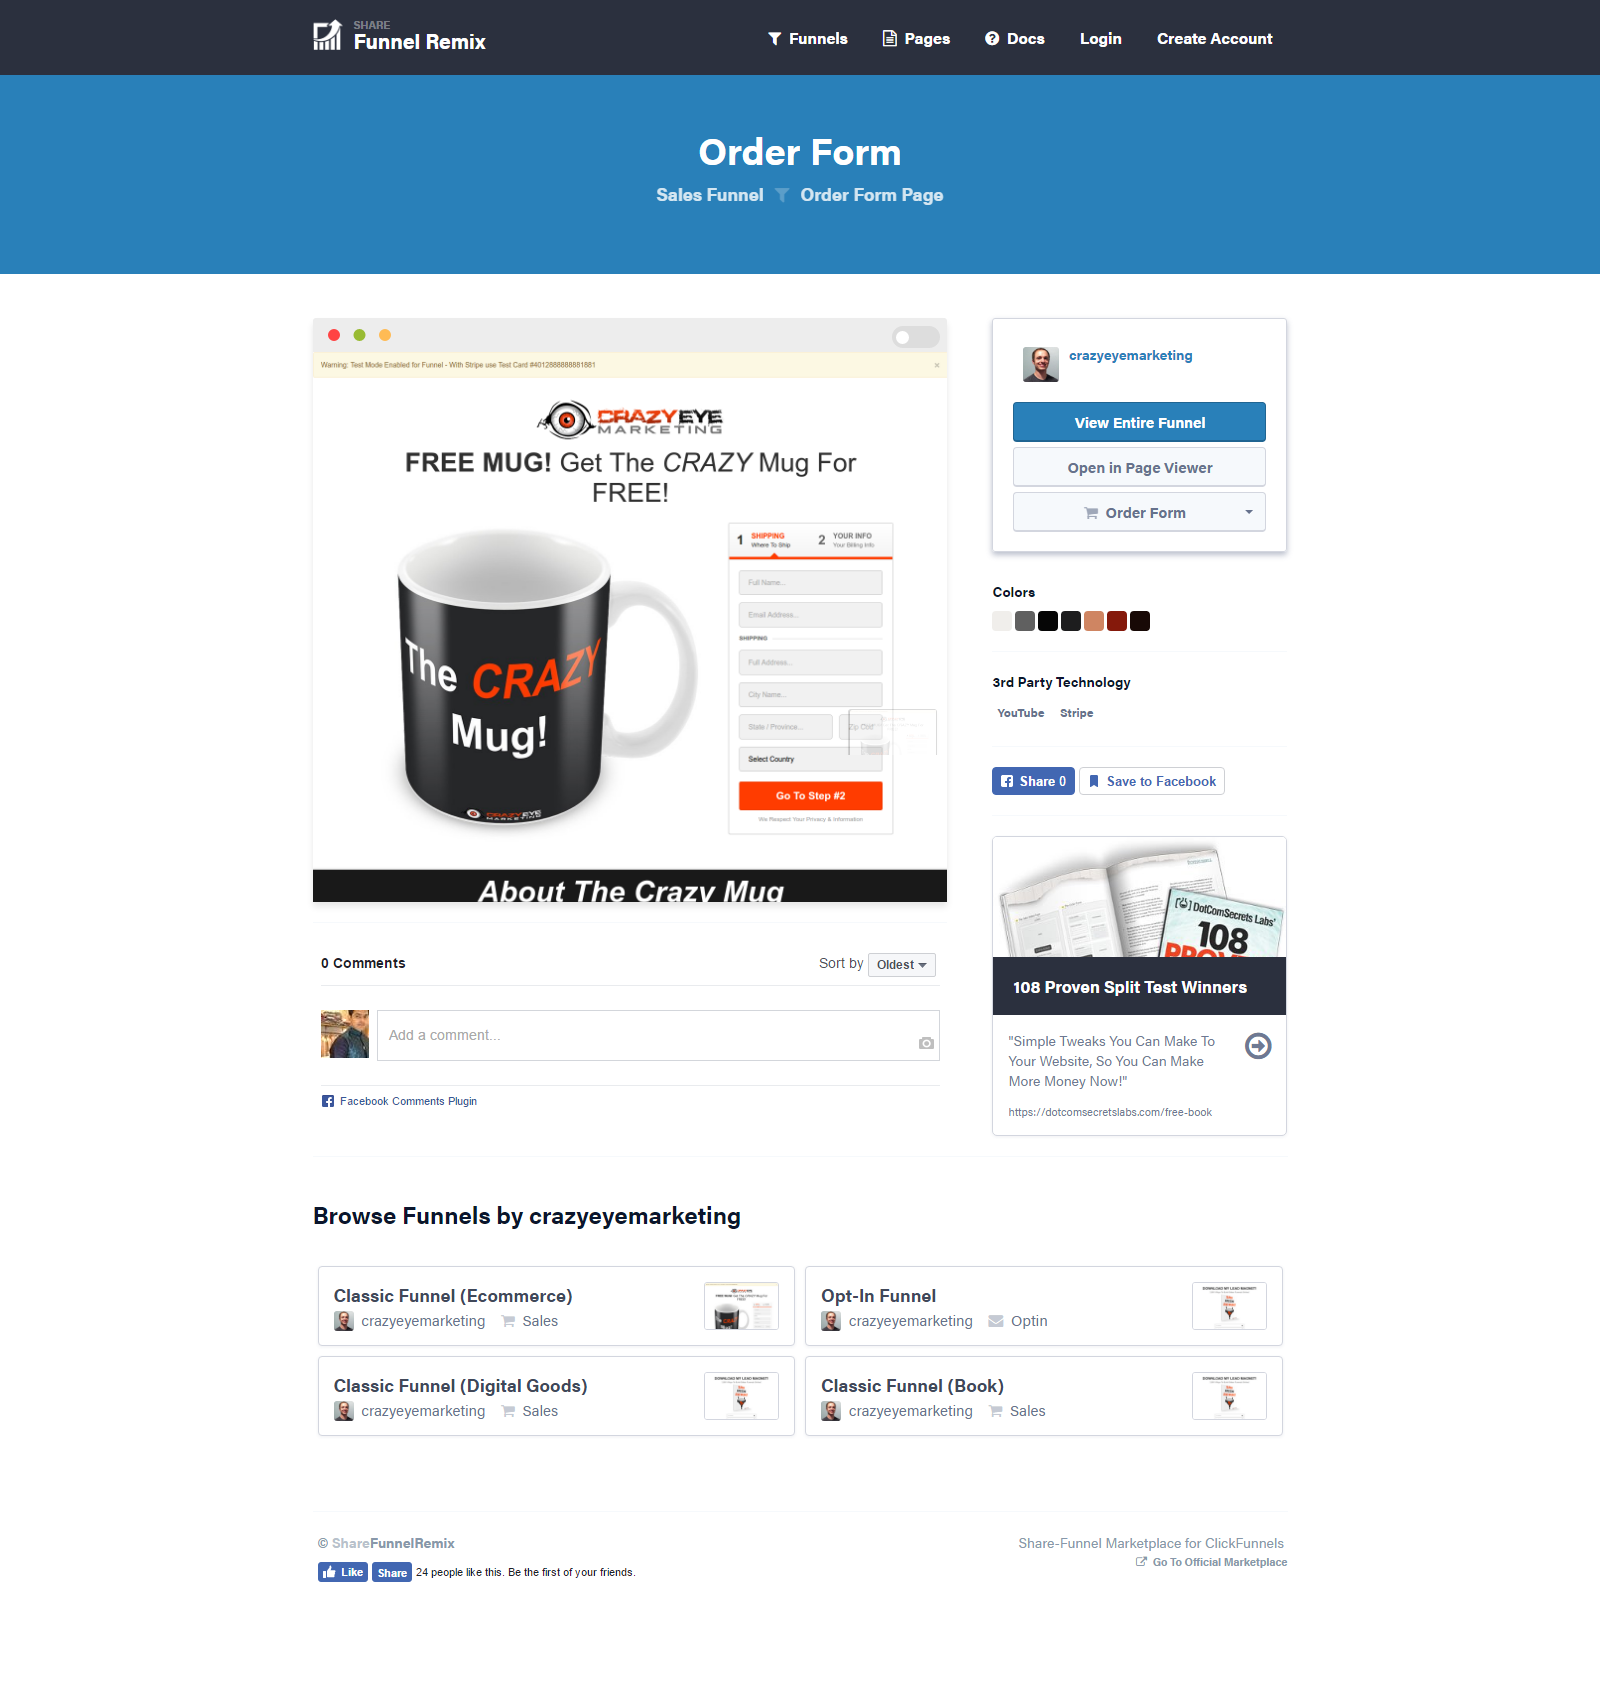 SHARE
Funnel Remix
Funnels
Pages
Docs
Login
Create Account
Order Form
Sales Funnel
Order Form Page
Warning: Test Mode Enabled for Funnel - With Stripe use Test Card #4012888888881881
×
CRAZYEYE
MARKETING
FREE MUG! Get The CRAZY Mug For
FREE!
The CRAZY
Mug!
CRAZYEYE
MARKETING
1
SHIPPING
Where To Ship
2
YOUR INFO
Your Billing Info
Full Name...
Email Address...
SHIPPING
Full Address...
City Name...
State / Province...
Zip Cod
Select Country
Go To Step #2
We Respect Your Privacy & Information
About The Crazy Mug
crazyeyemarketing
View Entire Funnel
Open in Page Viewer
Order Form
Colors
3rd Party Technology
YouTube
Stripe
Share 0
Save to Facebook
DotComSecrets Labs'
108
PROVE
108 Proven Split Test Winners
"Simple Tweaks You Can Make To
Your Website, So You Can Make
More Money Now!"
https://dotcomsecretslabs.com/free-book
0 Comments
Sort by
Oldest
Add a comment...
Facebook Comments Plugin
Browse Funnels by crazyeyemarketing
Classic Funnel (Ecommerce)
crazyeyemarketing
Sales
Opt-In Funnel
crazyeyemarketing
Optin
Classic Funnel (Digital Goods)
crazyeyemarketing
Sales
Classic Funnel (Book)
crazyeyemarketing
Sales
© ShareFunnelRemix
Like
Share
24 people like this. Be the first of your friends.
Share-Funnel Marketplace for ClickFunnels
Go To Official Marketplace